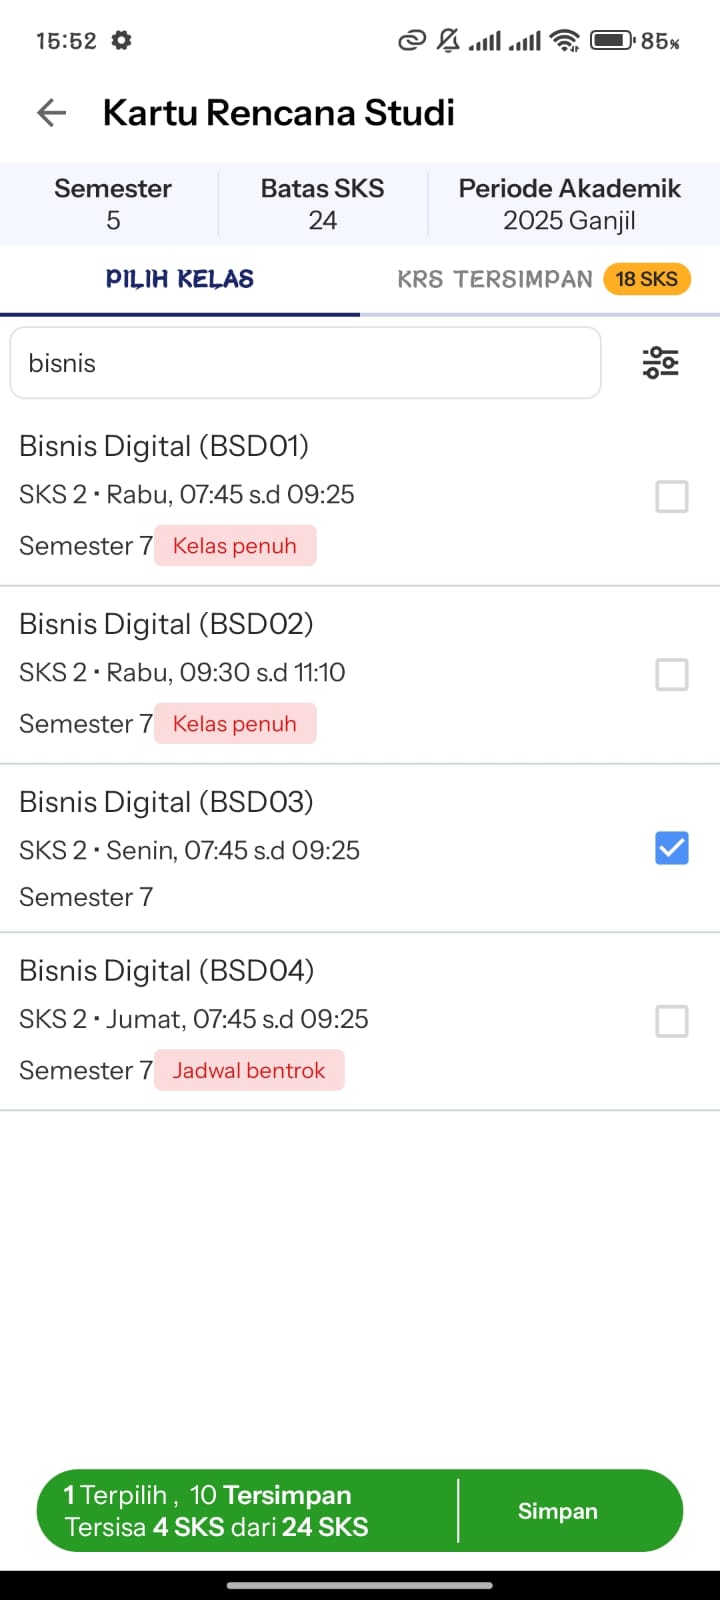 15:52
85%
Kartu Rencana Studi
Semester
5
Batas SKS
24
Periode Akademik
2025 Ganjil
PILIH KELAS
KRS TERSIMPAN 18 SKS
bisnis
Bisnis Digital (BSD01)
SKS 2 • Rabu, 07:45 s.d 09:25
Semester 7 Kelas penuh
Bisnis Digital (BSD02)
SKS 2 • Rabu, 09:30 s.d 11:10
Semester 7 Kelas penuh
Bisnis Digital (BSD03)
SKS 2 • Senin, 07:45 s.d 09:25
Semester 7
Bisnis Digital (BSD04)
SKS 2 • Jumat, 07:45 s.d 09:25
Semester 7 Jadwal bentrok
1 Terpilih , 10 Tersimpan
Tersisa 4 SKS dari 24 SKS
Simpan